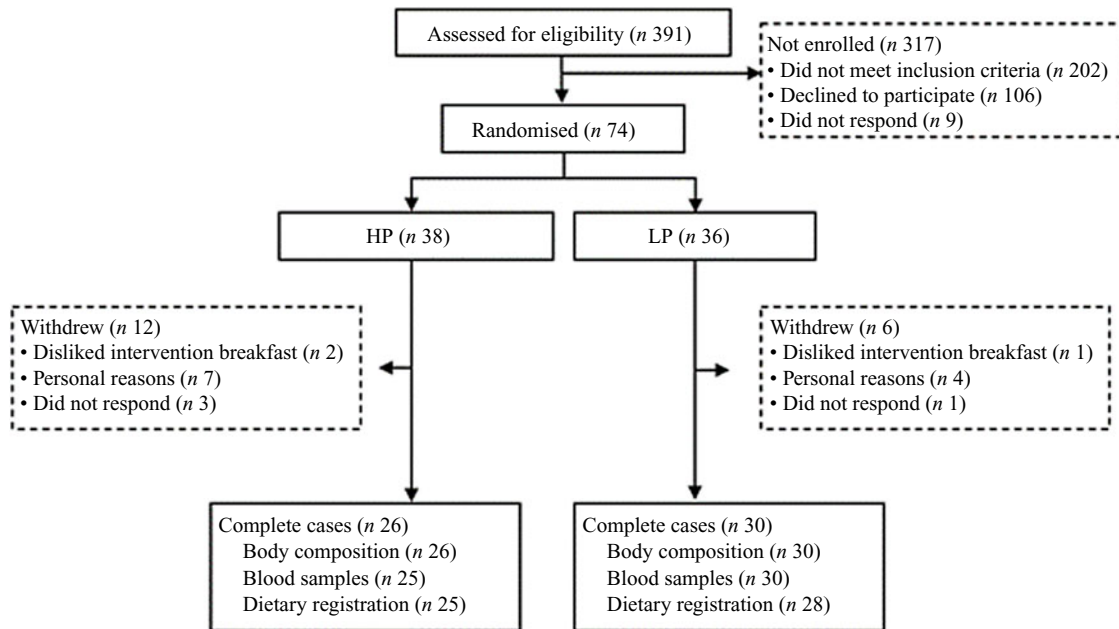 Assessed for eligibility (n 391)
Not enrolled (n 317)
• Did not meet inclusion criteria (n 202)
• Declined to participate (n 106)
• Did not respond (n 9)
Randomised (n 74)
HP (n 38)
LP (n 36)
Withdrew (n 12)
• Disliked intervention breakfast (n 2)
• Personal reasons (n 7)
• Did not respond (n 3)
Withdrew (n 6)
• Disliked intervention breakfast (n 1)
• Personal reasons (n 4)
• Did not respond (n 1)
Complete cases (n 26)
Body composition (n 26)
Blood samples (n 25)
Dietary registration (n 25)
Complete cases (n 30)
Body composition (n 30)
Blood samples (n 30)
Dietary registration (n 28)